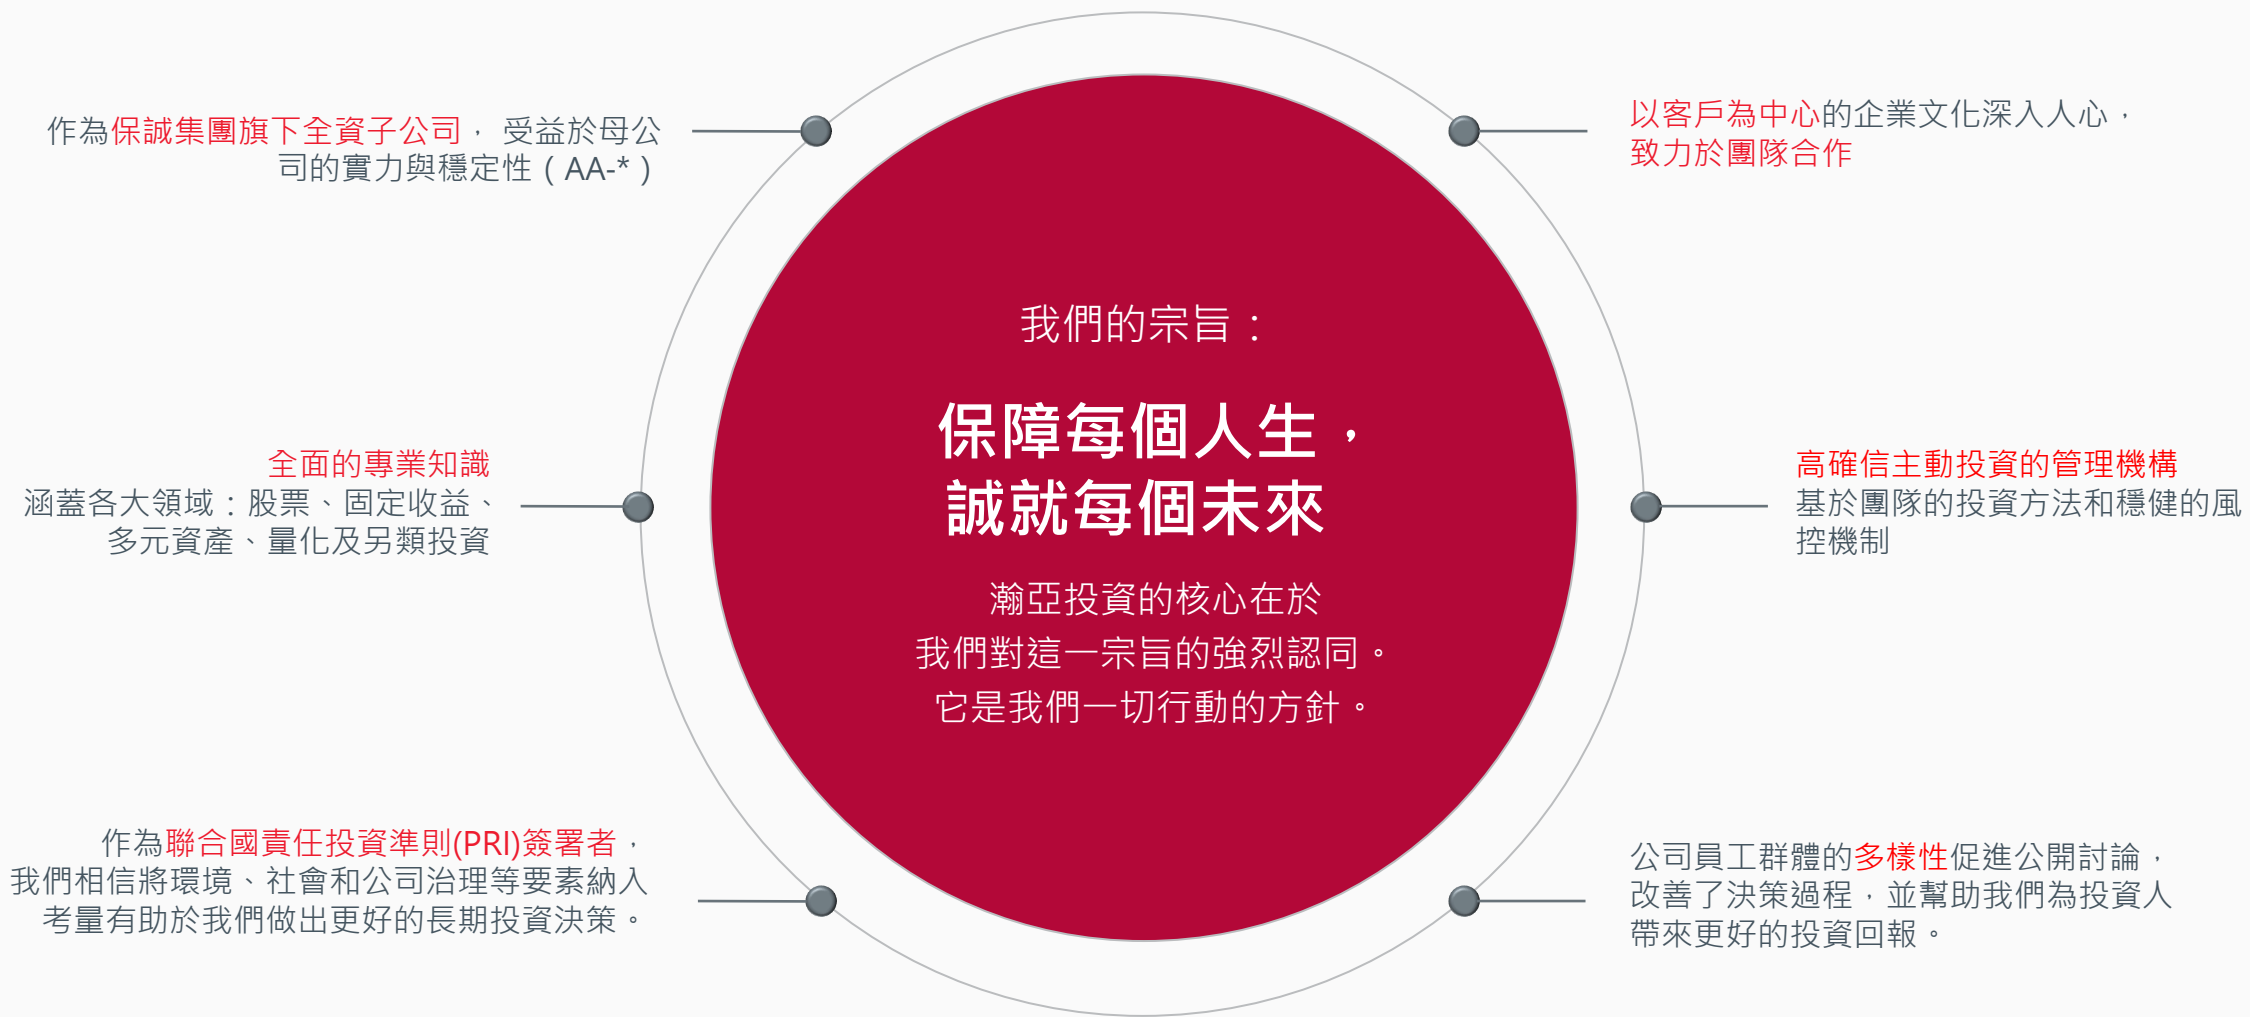 作為保誠集團旗下全資子公司， 受益於母公
司的實力與穩定性（AA-*）
全面的專業知識
涵蓋各大領域：股票、固定收益、
多元資產、量化及另類投資
作為聯合國責任投資準則(PRI)簽署者，
我們相信將環境、社會和公司治理等要素納入
考量有助於我們做出更好的長期投資決策。
我們的宗旨：
保障每個人生，
誠就每個未來
瀚亞投資的核心在於
我們對這一宗旨的強烈認同。
它是我們一切行動的方針。
以客戶為中心的企業文化深入人心，
致力於團隊合作
高確信主動投資的管理機構
基於團隊的投資方法和穩健的風
控機制
公司員工群體的多樣性促進公開討論，
改善了決策過程，並幫助我們為投資人
帶來更好的投資回報。